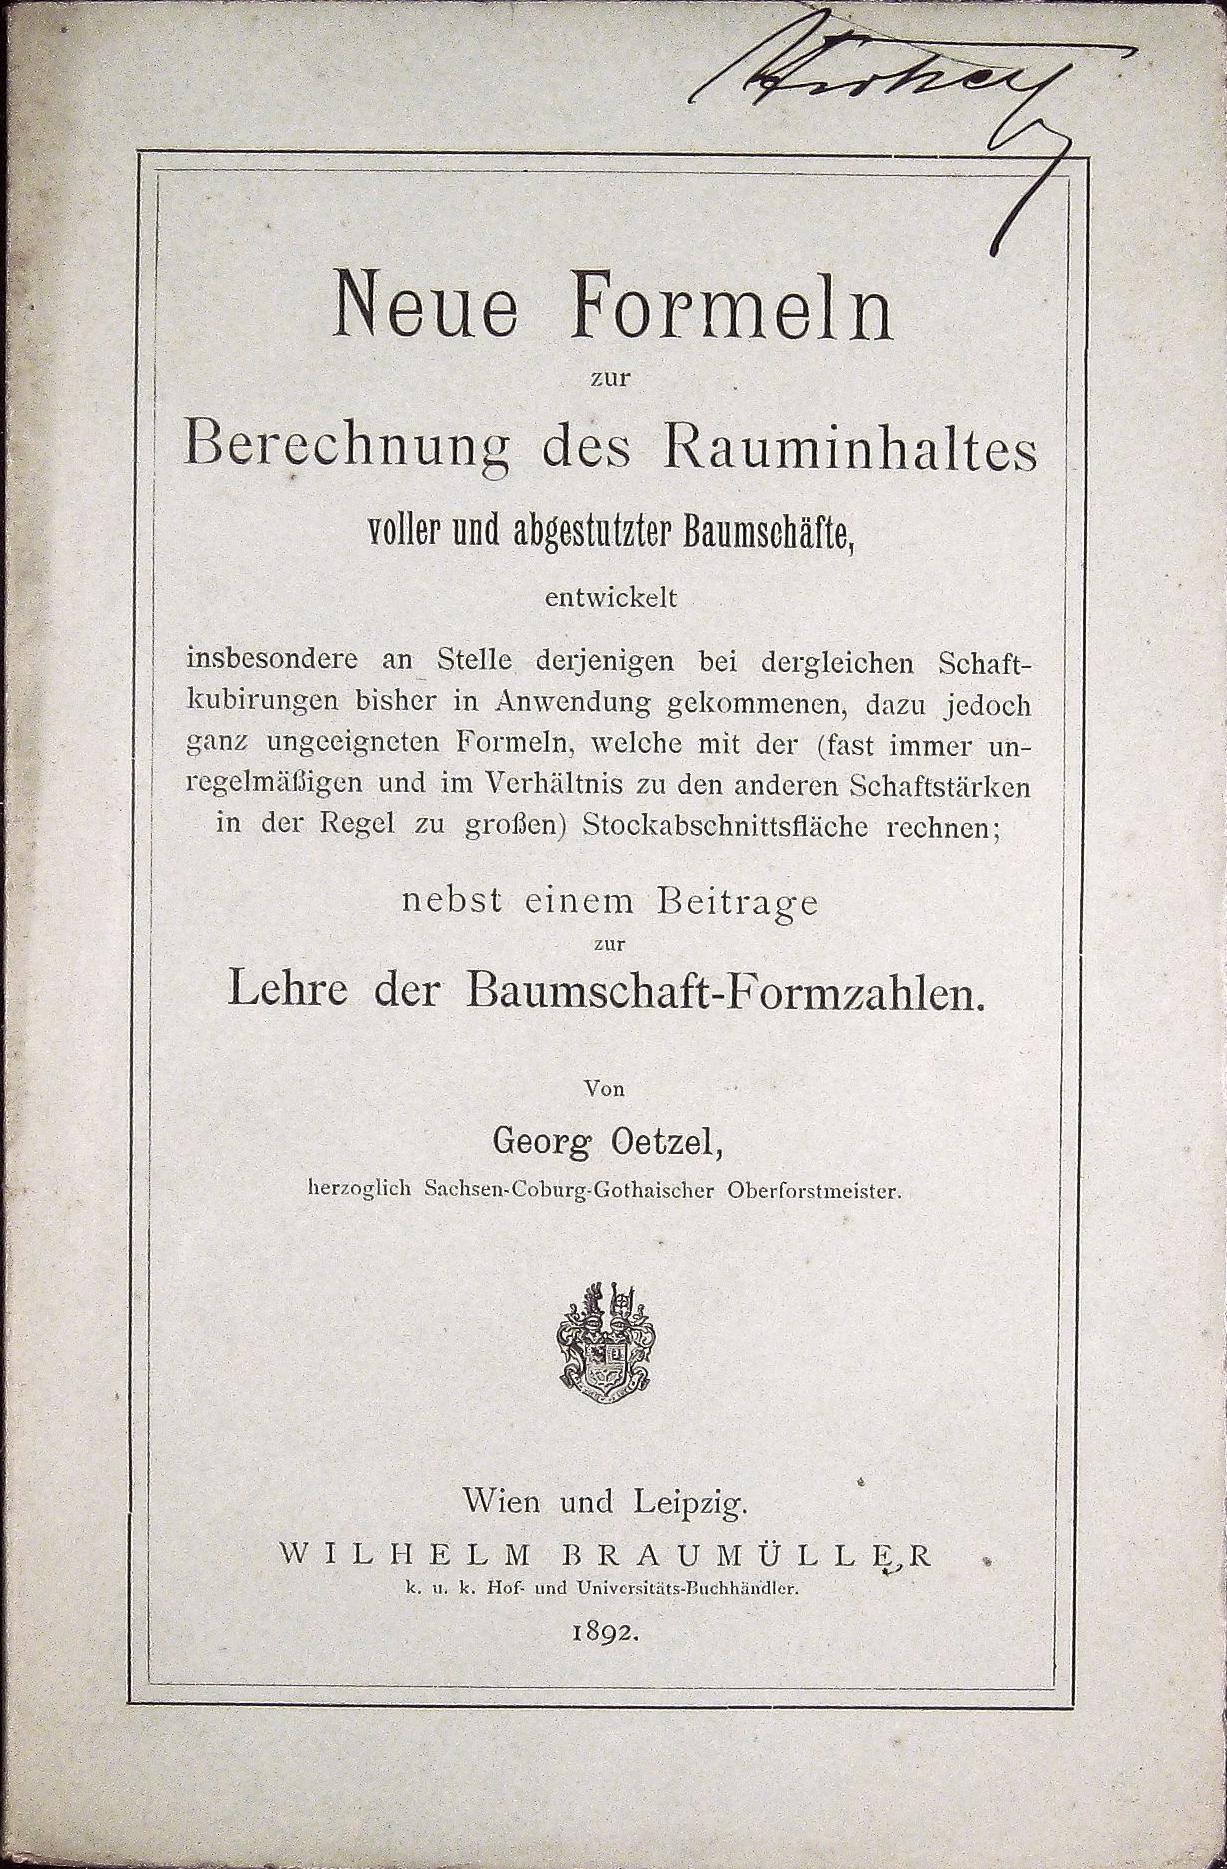 Neue Formeln
zur
Berechnung des Rauminhaltes
voller und abgestutzter Baumschäfte,
entwickelt
insbesondere an Stelle derjenigen bei dergleichen Schaft-
kubirungen bisher in Anwendung gekommenen, dazu jedoch
ganz ungeeigneten Formeln, welche mit der (fast immer un-
regelmäßigen und im Verhältnis zu den anderen Schaftstärken
in der Regel zu großen) Stockabschnittsfläche rechnen;
nebst einem Beitrage
zur
Lehre der Baumschaft-Formzahlen.
Von
Georg Oetzel,
herzoglich Sachsen-Coburg-Gothaischer Oberforstmeister.
Wien und Leipzig.
WILHELM BRAUMÜLLER
k. u. k. Hof- und Universitäts-Buchhändler.
1892.